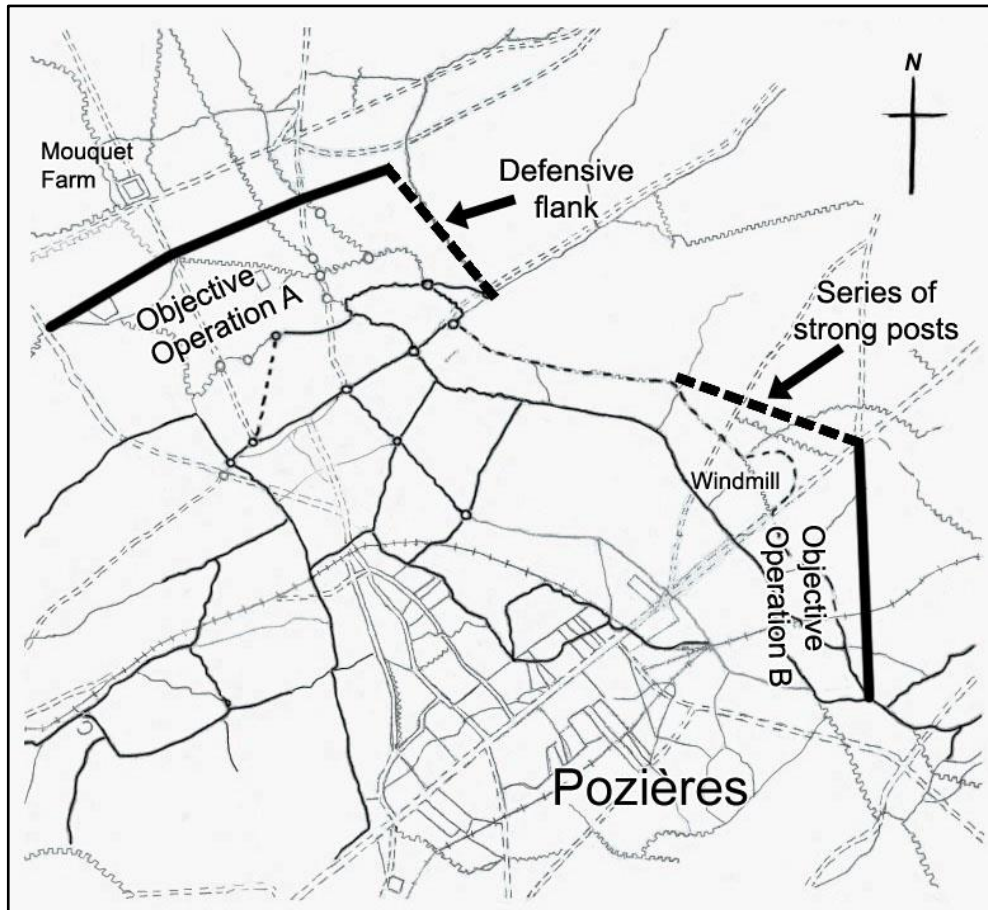 N
Mouquet
Farm
Defensive
flank
Objective
Operation A
Series of
strong posts
Windmill
Objective
Operation B
Pozières